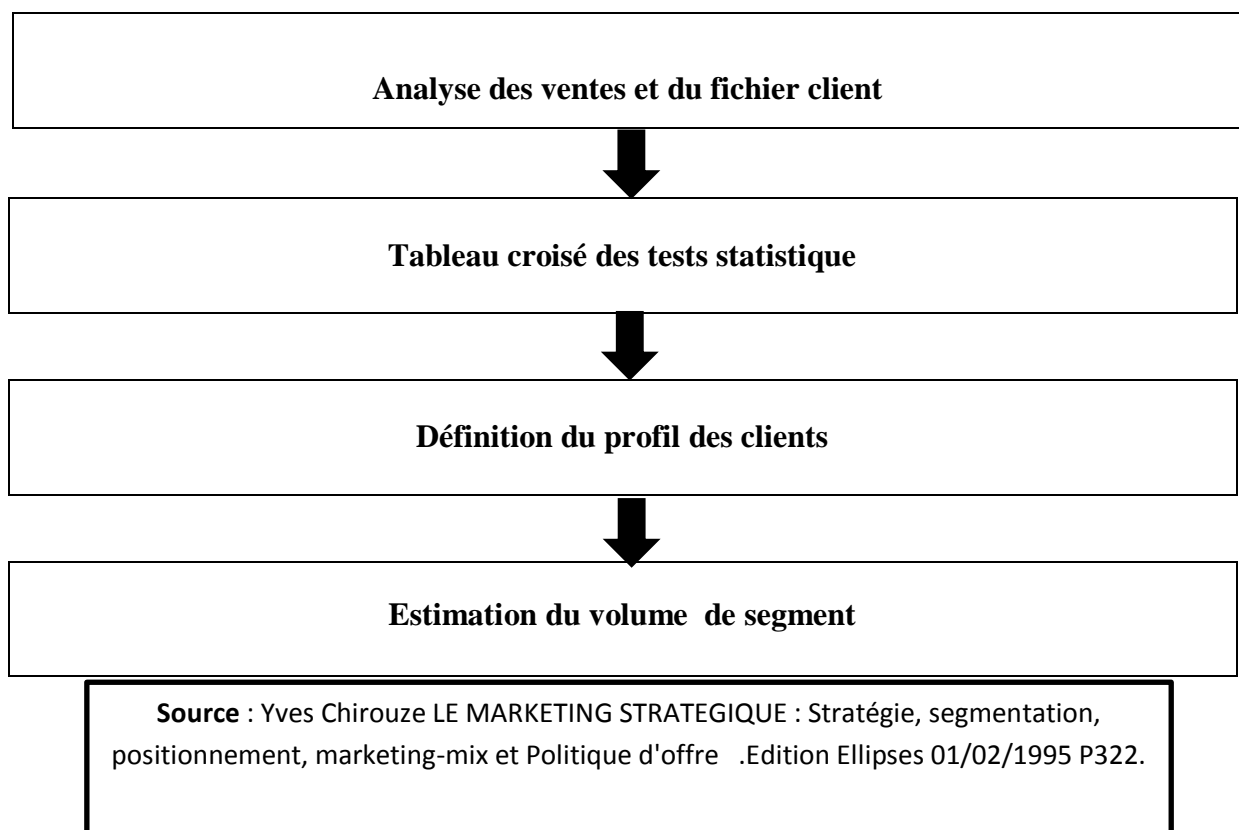 Analyse des ventes et du fichier client
Tableau croisé des tests statistique
Définition du profil des clients
Estimation du volume de segment
Source : Yves Chirouze LE MARKETING STRATEGIQUE : Stratégie, segmentation,
positionnement, marketing-mix et Politique d'offre .Edition Ellipses 01/02/1995 P322.